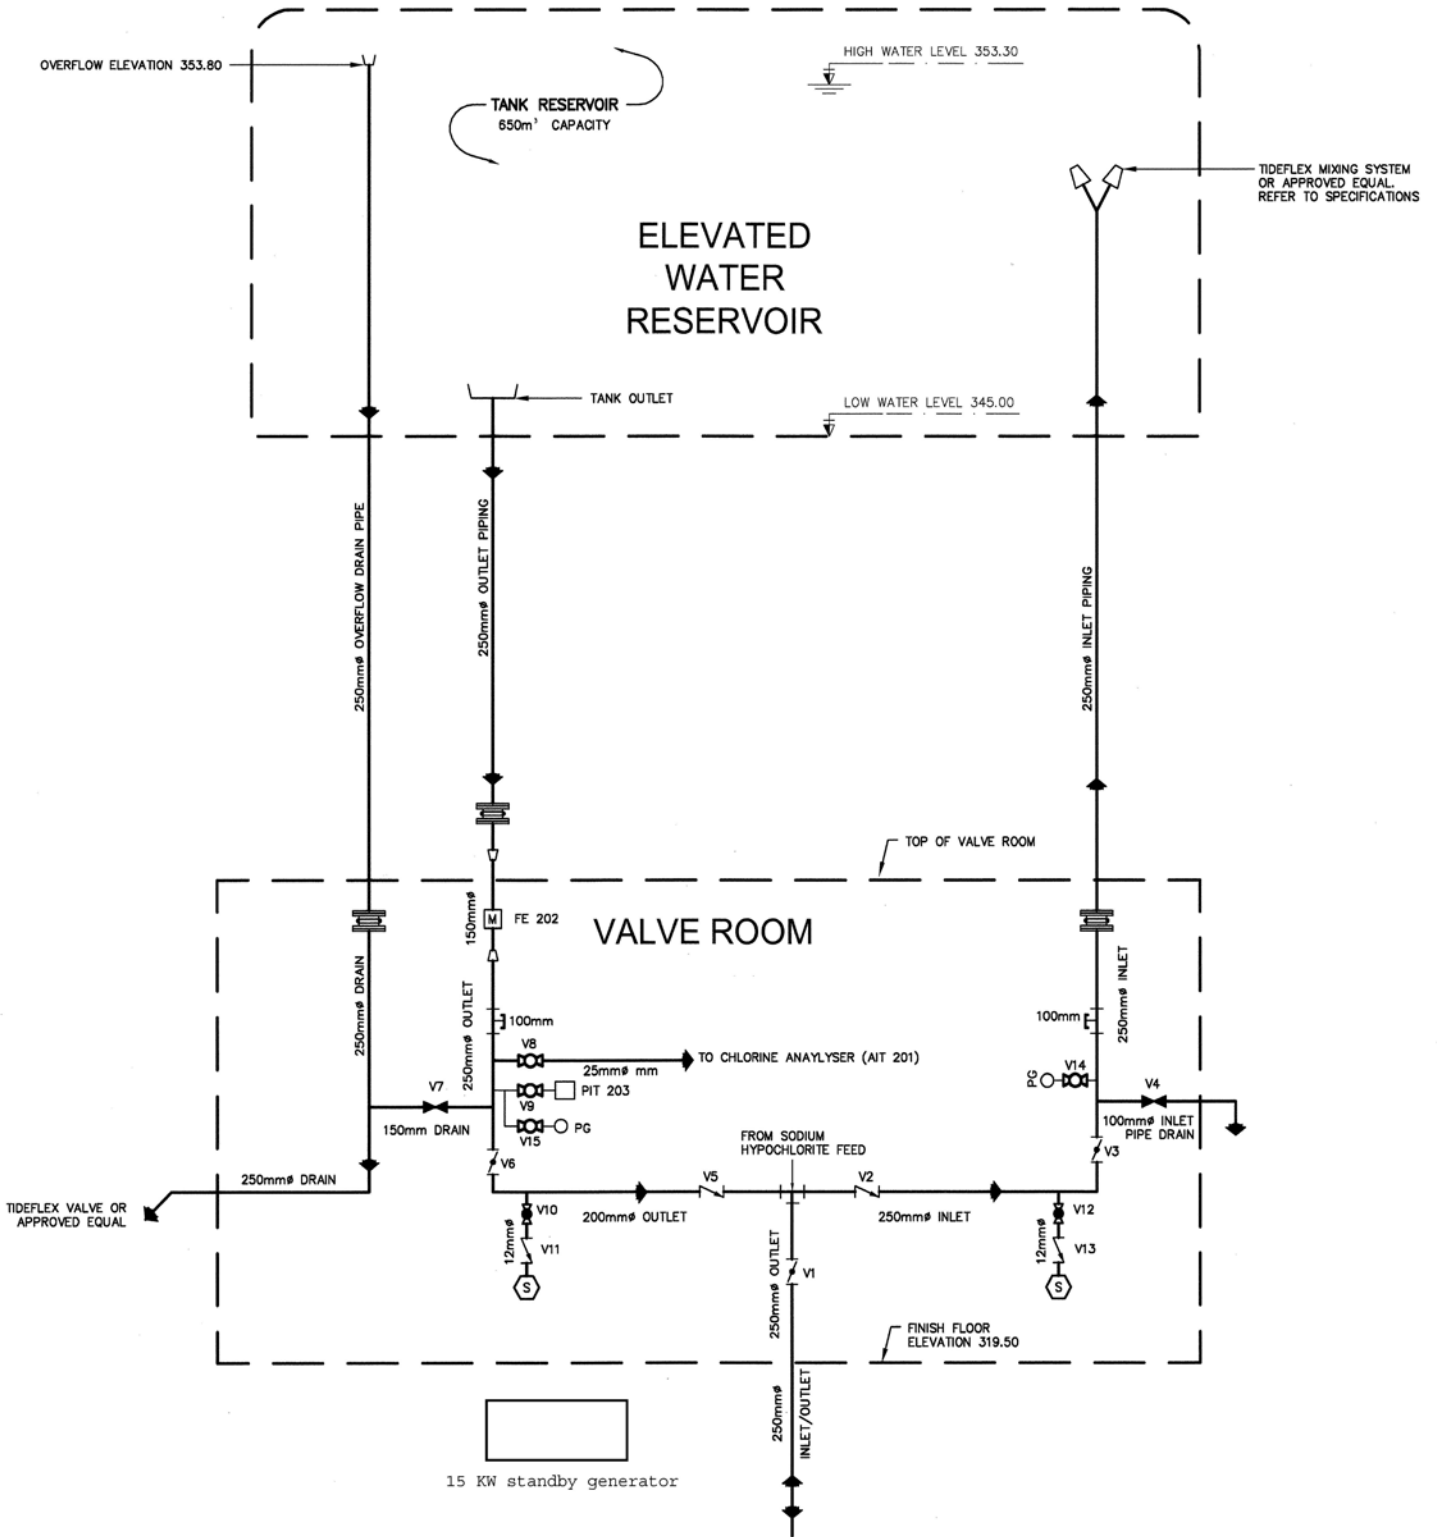 OVERFLOW ELEVATION 353.80
HIGH WATER LEVEL 353.30
TANK RESERVOIR
650m³ CAPACITY
TIDEFLEX MIXING SYSTEM
OR APPROVED EQUAL.
REFER TO SPECIFICATIONS
ELEVATED
WATER
RESERVOIR
TANK OUTLET
LOW WATER LEVEL 345.00
250mmø OVERFLOW DRAIN PIPE
250mmø OUTLET PIPING
250mmø INLET PIPING
TOP OF VALVE ROOM
VALVE ROOM
150mmø
M
FE 202
250mmø DRAIN
250mmø OUTLET
100mm
100mm
250mmø INLET
V8
TO CHLORINE ANAYLYSER (AIT 201)
25mmø mm
V7
V9
PIT 203
V15
PG
150mm DRAIN
PG
V14
V4
100mmø INLET
PIPE DRAIN
V3
FROM SODIUM
HYPOCHLORITE FEED
V6
V5
V2
250mmø DRAIN
TIDEFLEX VALVE OR
APPROVED EQUAL
V10
200mmø OUTLET
250mmø INLET
V12
12mmø
V11
S
250mmø OUTLET
V1
12mmø
V13
S
FINISH FLOOR
ELEVATION 319.50
250mmø
INLET/OUTLET
15 KW standby generator